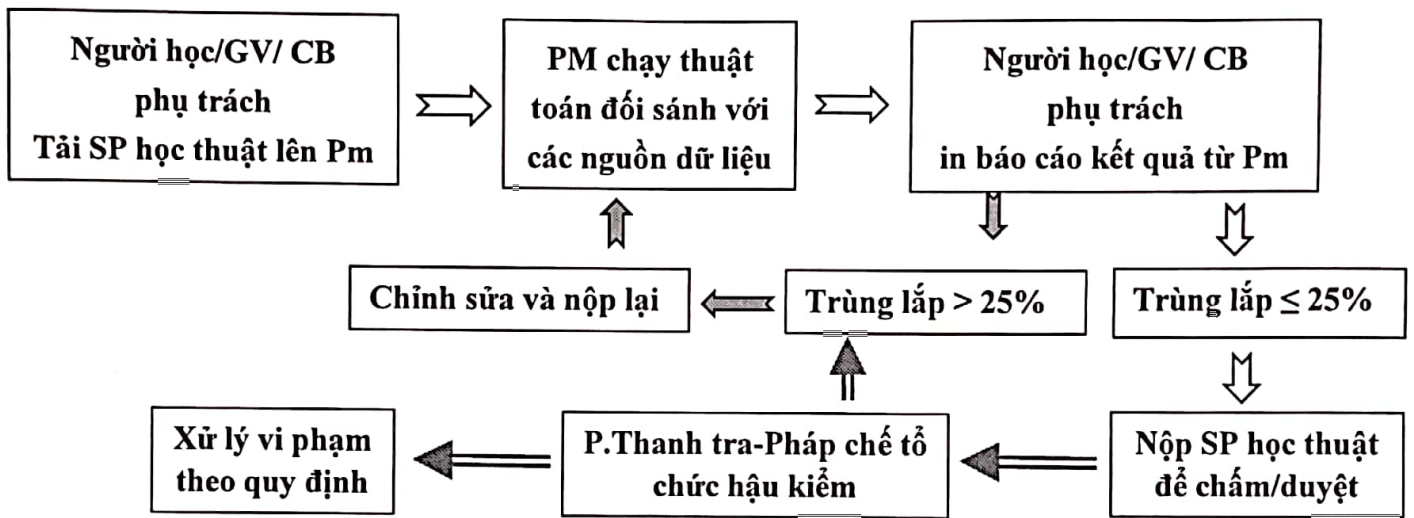 Người học/GV/ CB
phụ trách
Tải SP học thuật lên Pm
PM chạy thuật
toán đối sánh với
các nguồn dữ liệu
Người học/GV/ CB
phụ trách
in báo cáo kết quả từ Pm
Chỉnh sửa và nộp lại
Trùng lắp > 25%
Trùng lắp ≤ 25%
Xử lý vi phạm
theo quy định
P.Thanh tra-Pháp chế tổ
chức hậu kiểm
Nộp SP học thuật
để chấm/duyệt